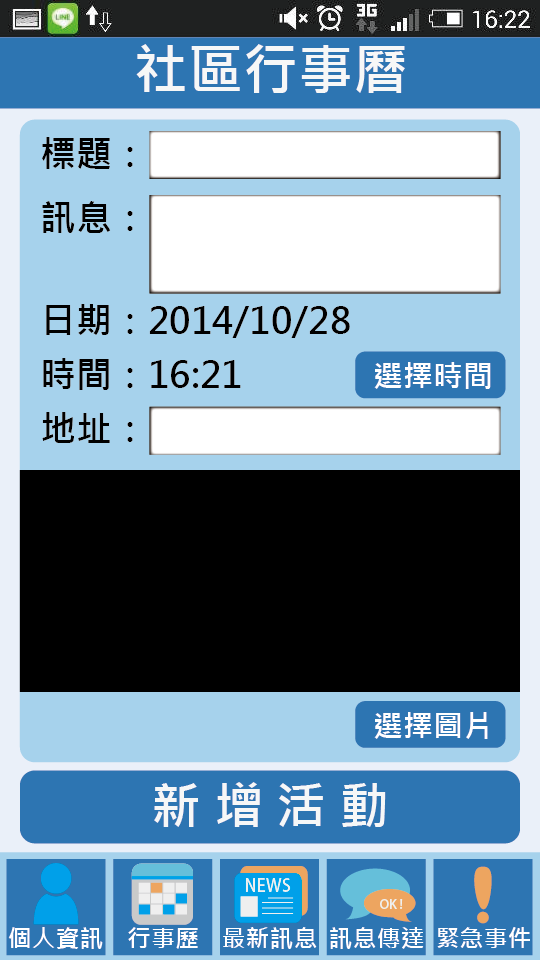 LINE
3G
16:22
社區行事曆
標題：
訊息：
日期：2014/10/28
時間：16:21
選擇時間
地址：
選擇圖片
新增活動
NEWS
OK!
個人資訊
行事歷
最新訊息
訊息傳達
緊急事件